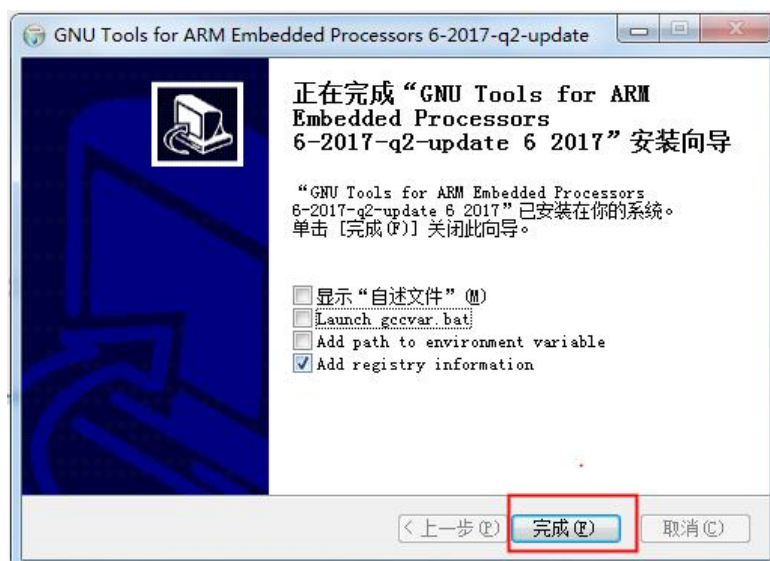 GNU Tools for ARM Embedded Processors 6-2017-q2-update
正在完成“GNU Tools for ARM
Embedded Processors
6-2017-q2-update 6 2017”安装向导
“GNU Tools for ARM Embedded Processors
6-2017-q2-update 6 2017”已安装在你的系统。
单击 [完成(F)] 关闭此向导。
显示“自述文件”(M)
Launch gccvar.bat
Add path to environment variable
Add registry information
< 上一步(P)
完成(F)
取消(C)